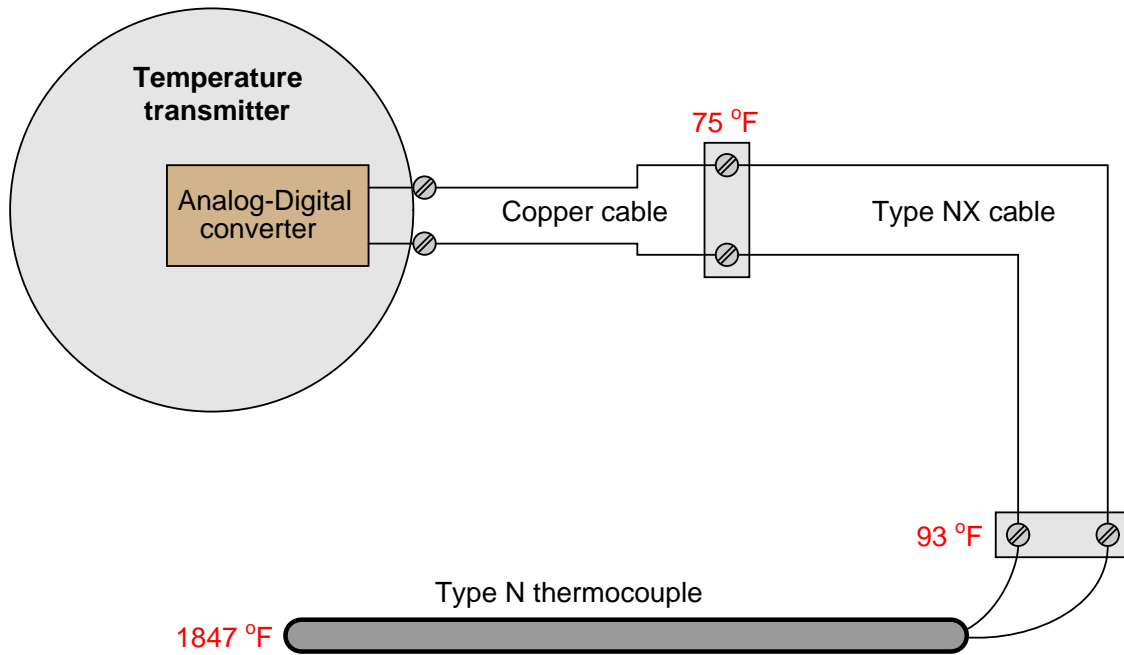 Temperature
transmitter
Analog-Digital
converter
75 °F
Copper cable
Type NX cable
93 °F
Type N thermocouple
1847 °F